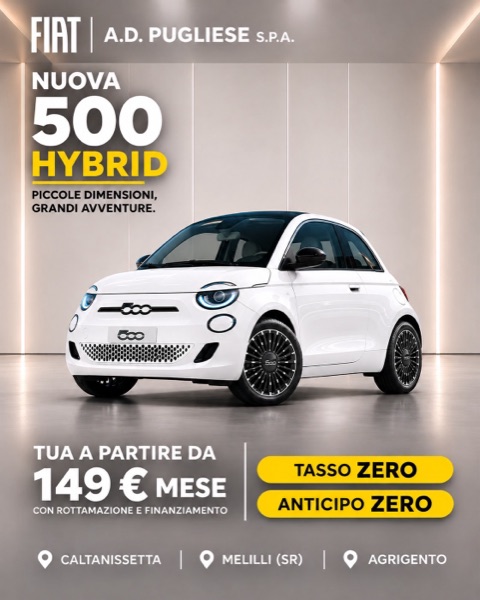 FIAT | A.D. PUGLIESE S.P.A.
NUOVA
500
HYBRID
PICCOLE DIMENSIONI,
GRANDI AVVENTURE.
500
500
TUA A PARTIRE DA
149 € MESE
CON ROTTAMAZIONE E FINANZIAMENTO
TASSO ZERO
ANTICIPO ZERO
CALTANISSETTA | MELILLI (SR) | AGRIGENTO